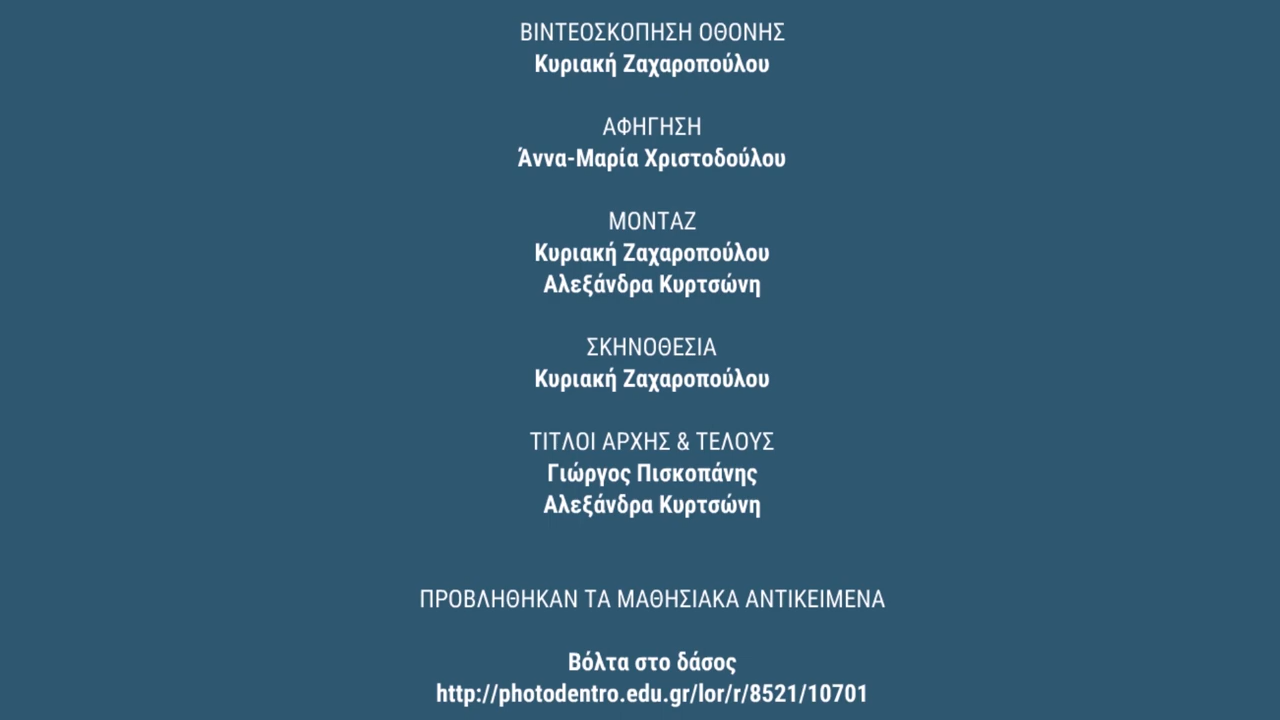 ΒΙΝΤΕΟΣΚΟΠΗΣΗ ΟΘΟΝΗΣ
Κυριακή Ζαχαροπούλου
ΑΦΗΓΗΣΗ
Άννα-Μαρία Χριστοδούλου
ΜΟΝΤΑΖ
Κυριακή Ζαχαροπούλου
Αλεξάνδρα Κυρτσώνη
ΣΚΗΝΟΘΕΣΙΑ
Κυριακή Ζαχαροπούλου
ΤΙΤΛΟΙ ΑΡΧΗΣ & ΤΕΛΟΥΣ
Γιώργος Πισκοπάνης
Αλεξάνδρα Κυρτσώνη
ΠΡΟΒΛΗΘΗΚΑΝ ΤΑ ΜΑΘΗΣΙΑΚΑ ΑΝΤΙΚΕΙΜΕΝΑ
Βόλτα στο δάσος
http://photodentro.edu.gr/lor/r/8521/10701